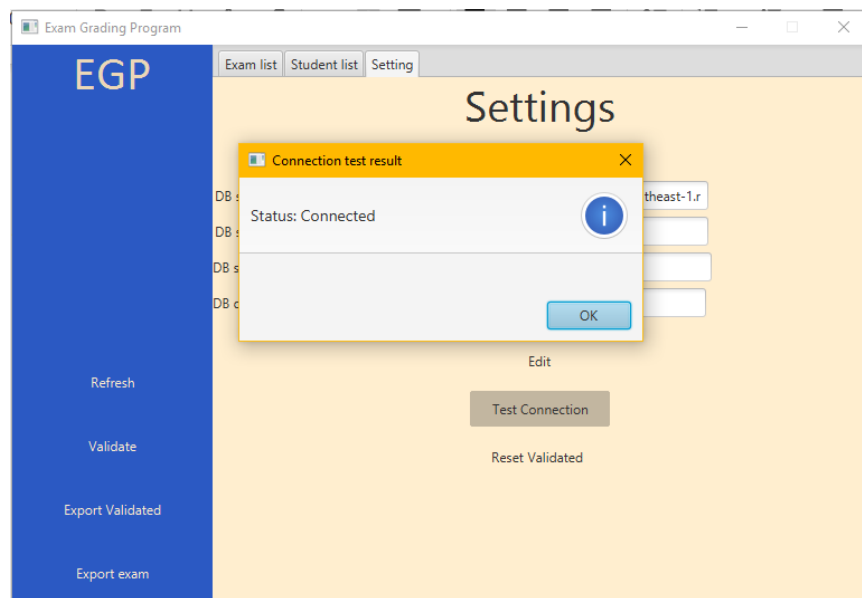 Exam Grading Program
EGP
Exam list Student list Setting
Settings
Connection test result
Status: Connected
OK
DB s
theast-1.r
DB s
DB s
DB
Edit
Test Connection
Reset Validated
Refresh
Validate
Export Validated
Export exam